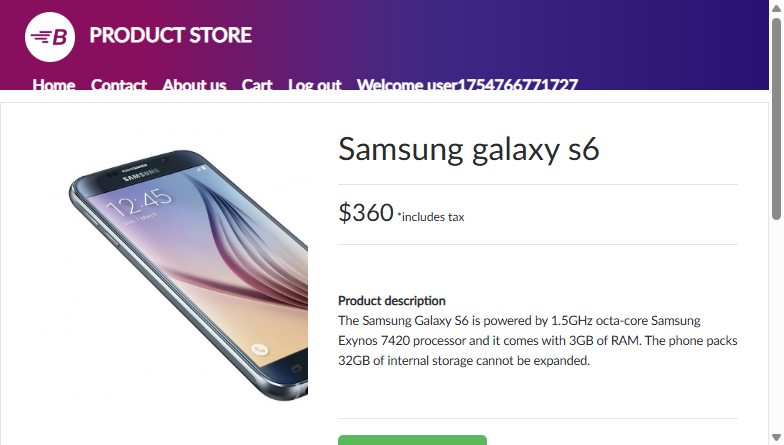 B PRODUCT STORE
Home Contact About us Cart Log out Welcome user1754766771727
Samsung galaxy s6
$360 *includes tax
SAMSUNG
12:45
Product description
The Samsung Galaxy S6 is powered by 1.5GHz octa-core Samsung
Exynos 7420 processor and it comes with 3GB of RAM. The phone packs
32GB of internal storage cannot be expanded.